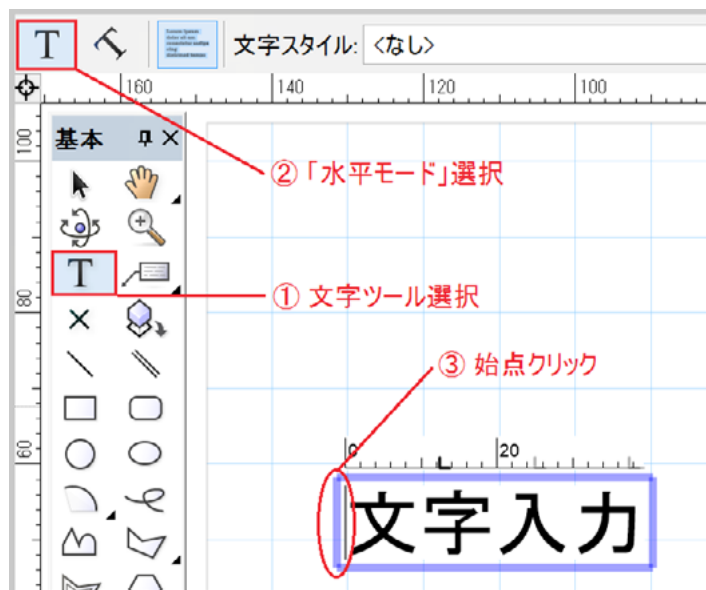 T T 文字スタイル: <なし>
160 140 120 100
100
基本
②「水平モード」選択
T
① 文字ツール選択
80
③ 始点クリック
60
0 20
文字入力